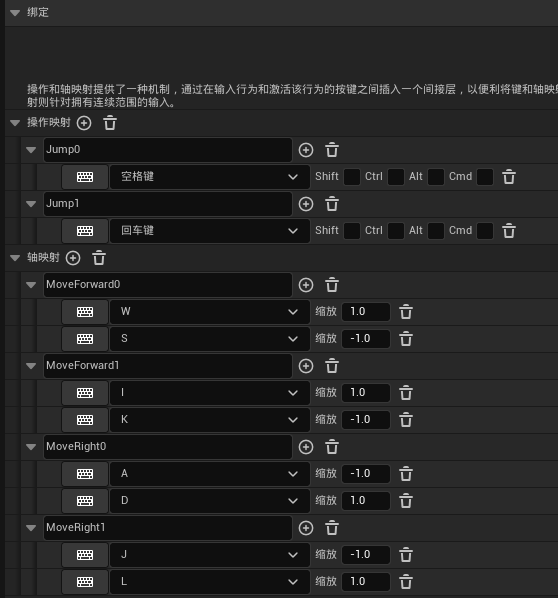 绑定
操作和轴映射提供了一种机制，通过在输入行为和激活该行为的按键之间插入一个间接层，以便利将键和轴映
射则针对拥有连续范围的输入。
操作映射
Jump0
空格键 Shift Ctrl Alt Cmd
Jump1
回车键 Shift Ctrl Alt Cmd
轴映射
MoveForward0
W 缩放 1.0
S 缩放 -1.0
MoveForward1
I 缩放 1.0
K 缩放 -1.0
MoveRight0
A 缩放 -1.0
D 缩放 1.0
MoveRight1
J 缩放 -1.0
L 缩放 1.0